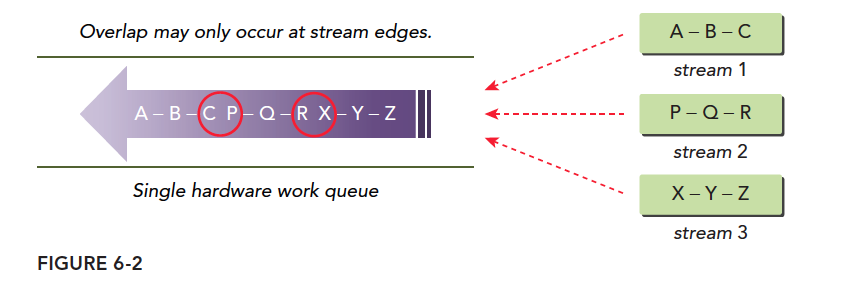 Overlap may only occur at stream edges.
A – B – C P – Q – R X – Y – Z
Single hardware work queue
A – B – C
stream 1
P – Q – R
stream 2
X – Y – Z
stream 3
FIGURE 6-2